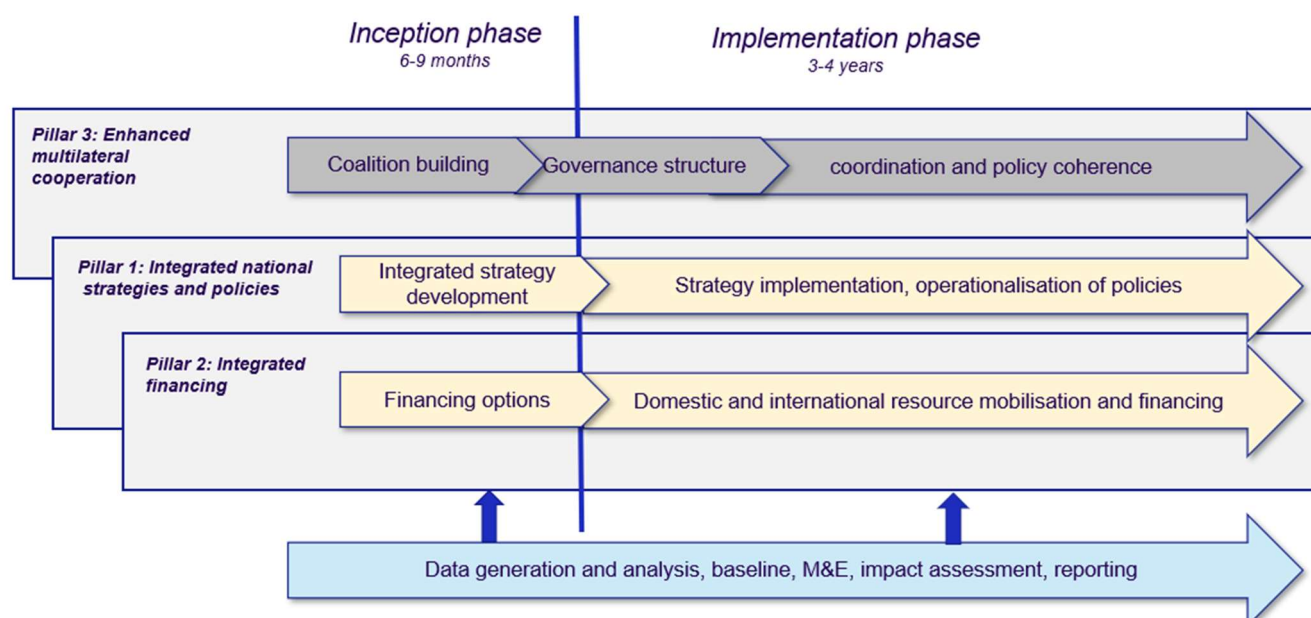 Inception phase
6-9 months
Implementation phase
3-4 years
Pillar 3: Enhanced
multilateral
cooperation
Coalition building
Governance structure
coordination and policy coherence
Pillar 1: Integrated national
strategies and policies
Integrated strategy
development
Strategy implementation, operationalisation of policies
Pillar 2: Integrated
financing
Financing options
Domestic and international resource mobilisation and financing
Data generation and analysis, baseline, M&E, impact assessment, reporting